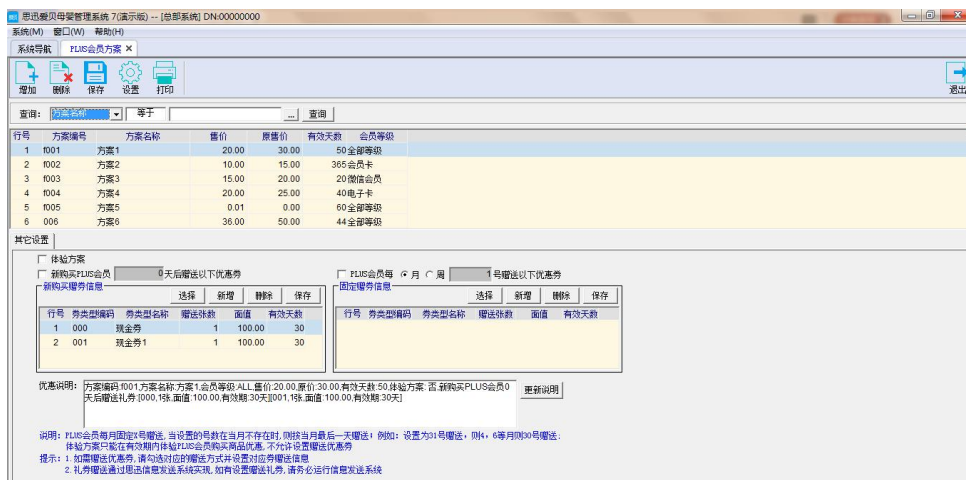 思迅爱贝母婴管理系统 7(演示版) -- [总部系统] DN:00000000
系统(M) 窗口(W) 帮助(H)
系统导航 PLUS会员方案 ×
增加 删除 保存 设置 打印 退出
查询: 方案名称 等于 ... 查询
行号 方案编号 方案名称 售价 原售价 有效天数 会员等级
1 f001 方案1 20.00 30.00 50 全部等级
2 f002 方案2 10.00 15.00 365 会员卡
3 f003 方案3 15.00 20.00 20 微信会员
4 f004 方案4 20.00 25.00 40 电子卡
5 f005 方案5 0.01 0.00 60 全部等级
6 006 方案6 36.00 50.00 44 全部等级
其它设置
体验方案
新购买PLUS会员 0 天后赠送以下优惠券 PLUS会员每 月 周 1 号赠送以下优惠券
新购买赠券信息 固定赠券信息
选择 新增 删除 保存 选择 新增 删除 保存
行号 券类型编码 券类型名称 赠送张数 面值 有效天数 行号 券类型编码 券类型名称 赠送张数 面值 有效天数
1 000 现金券 1 100.00 30
2 001 现金券1 1 100.00 30
优惠说明: 方案编码:f001,方案名称:方案1,会员等级:ALL,售价:20.00,原价:30.00,有效天数:50,体验方案: 否,新购买PLUS会员0 更新说明
天后赠送礼券:[000,1张,面值:100.00,有效期:30天][001,1张,面值:100.00,有效期:30天]
说明: PLUS会员每月固定X号赠送,当设置的号数在当月不存在时,则按当月最后一天赠送! 例如: 设置为31号赠送, 则4, 6等月则30号赠送.
体验方案只能在有效期内体验PLUS会员购买商品优惠,不允许设置赠送优惠券
提示: 1.如需赠送优惠券,请勾选对应的赠送方式并设置对应券赠送信息
2.礼券赠送通过思迅信息发送系统实现,如有设置赠送礼券,请务必运行信息发送系统